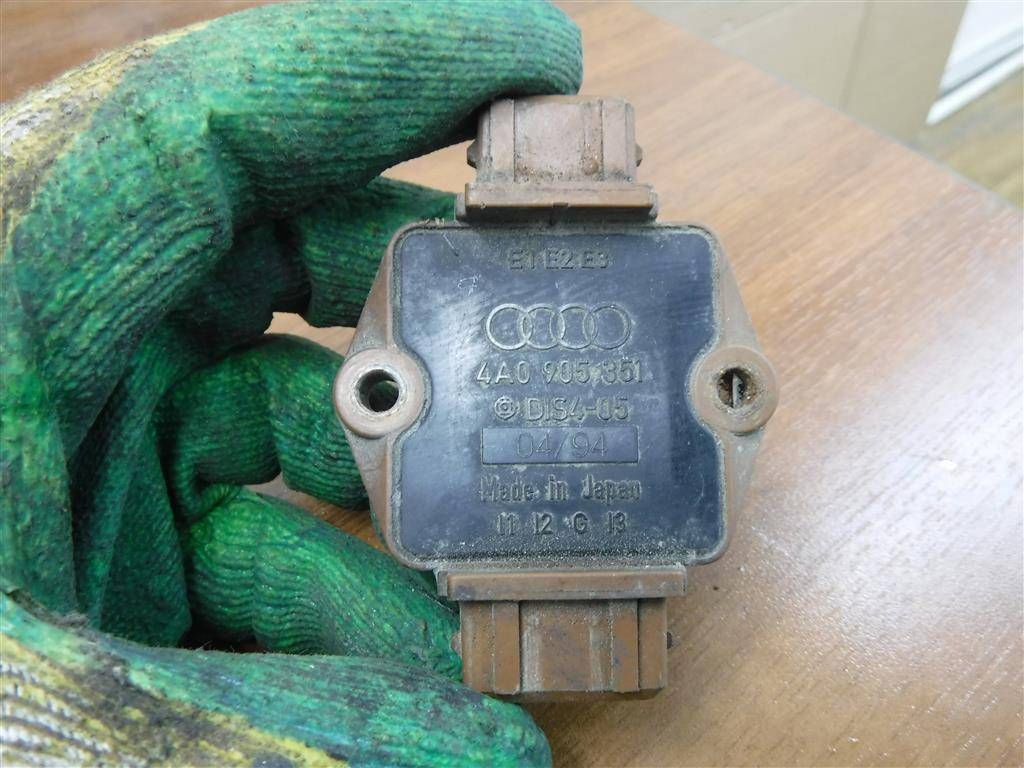 E1 E2 E3
4A0 905 351
DIS4-05
04/94
Made in Japan
I1 I2 G I3